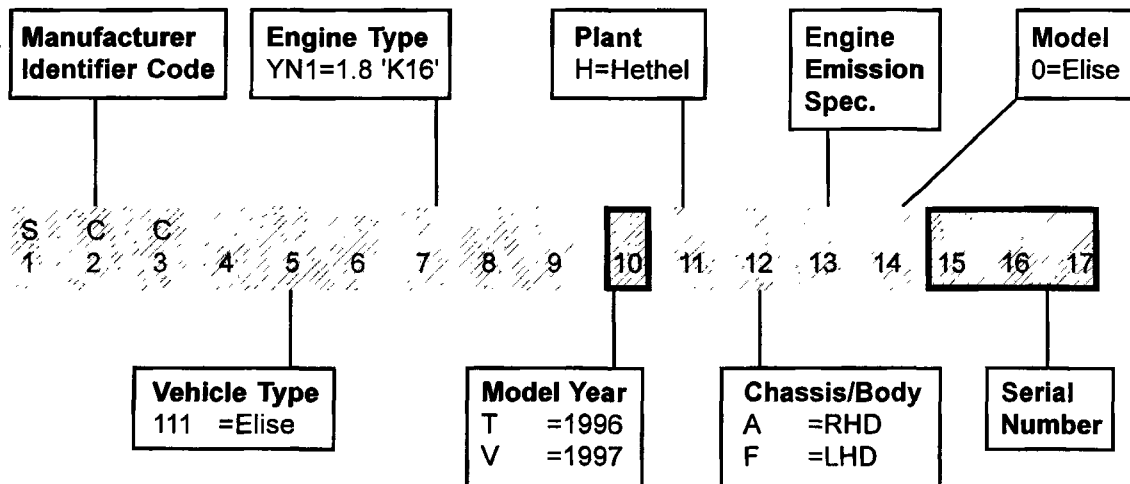 Manufacturer
Identifier Code
Engine Type
YN1=1.8 'K16'
Plant
H=Hethel
Engine
Emission
Spec.
Model
0=Elise
S C C
1 2 3 4 5 6 7 8 9 10 11 12 13 14 15 16 17
Vehicle Type
111 =Elise
Model Year
T =1996
V =1997
Chassis/Body
A =RHD
F =LHD
Serial
Number